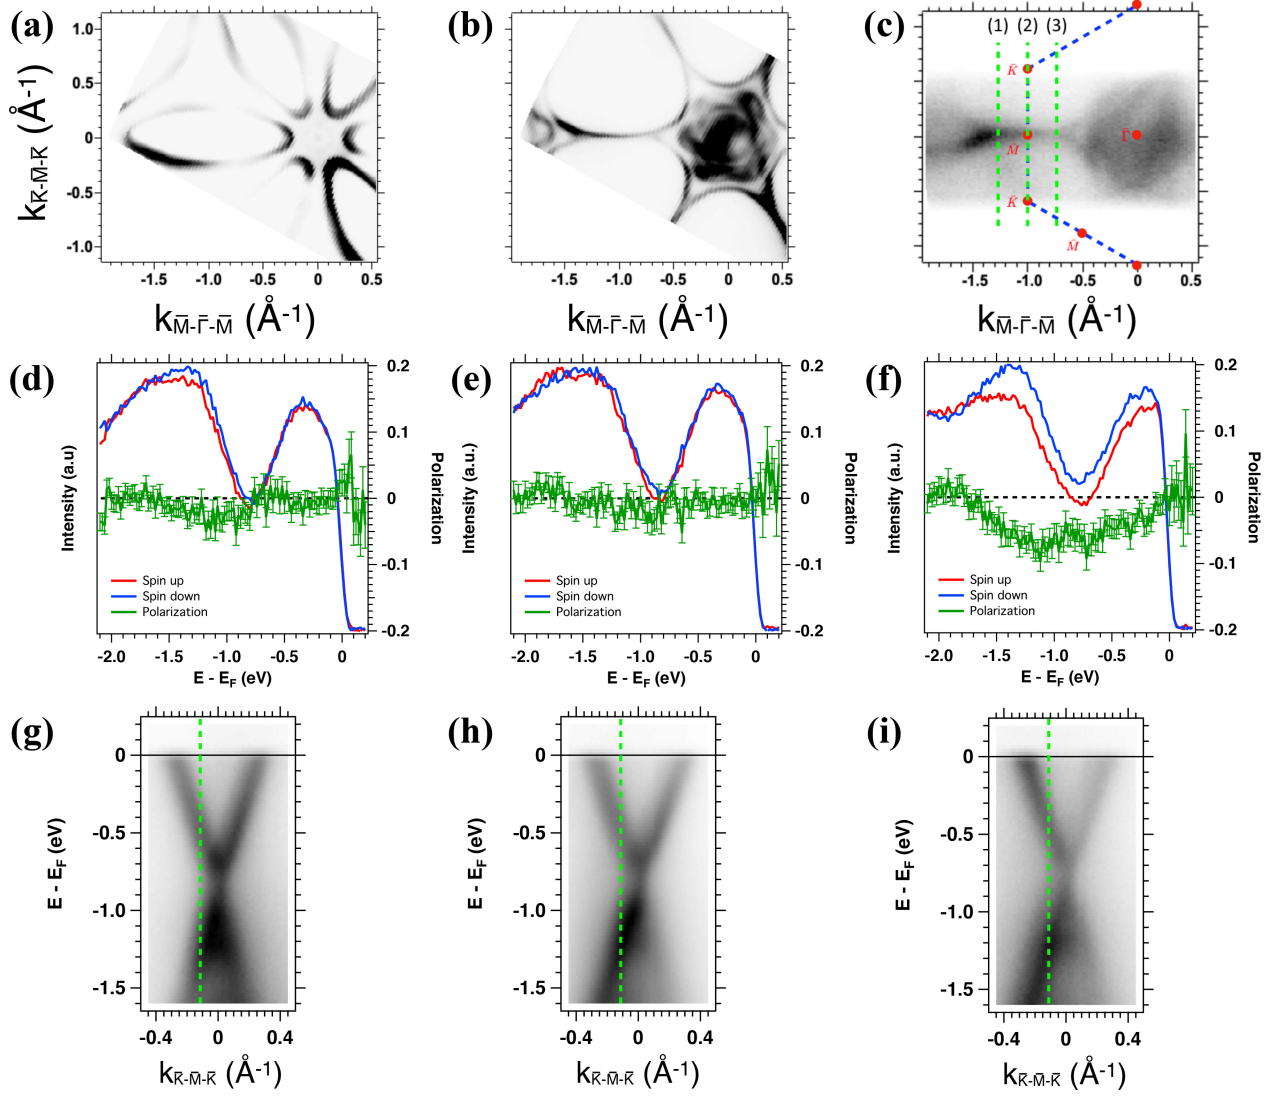 (a)
1.0
0.5
0
-0.5
-1.0
k K̄-M̄-K̄ (Å-1)
-1.5 -1.0 -0.5 0 0.5
k M̄-Γ̄-M̄ (Å-1)
(b)
-1.5 -1.0 -0.5 0 0.5
k M̄-Γ̄-M̄ (Å-1)
(c)
(1) (2) (3)
K̄
M
Γ̄
K̄
M̄
-1.5 -1.0 -0.5 0 0.5
k M̄-Γ̄-M̄ (Å-1)
(d)
Intensity (a.u)
0.2
0.1
0
-0.1
-0.2
Polarization
Spin up
Spin down
Polarization
-2.0 -1.5 -1.0 -0.5 0
E - EF (eV)
(e)
Intensity (a.u.)
0.2
0.1
0
-0.1
-0.2
Polarization
Spin up
Spin down
Polarization
-2.0 -1.5 -1.0 -0.5 0
E - EF (eV)
(f)
Intensity (a.u.)
0.2
0.1
0
-0.1
-0.2
Polarization
Spin up
Spin down
Polarization
-2.0 -1.5 -1.0 -0.5 0
E - EF (eV)
(g)
0
-0.5
-1.0
-1.5
E - EF (eV)
-0.4 0 0.4
k K̄-M̄-K̄ (Å-1)
(h)
0
-0.5
-1.0
-1.5
E - EF (eV)
-0.4 0 0.4
k K̄-M̄-K̄ (Å-1)
(i)
0
-0.5
-1.0
-1.5
E - EF (eV)
-0.4 0 0.4
k K̄-M̄-K̄ (Å-1)